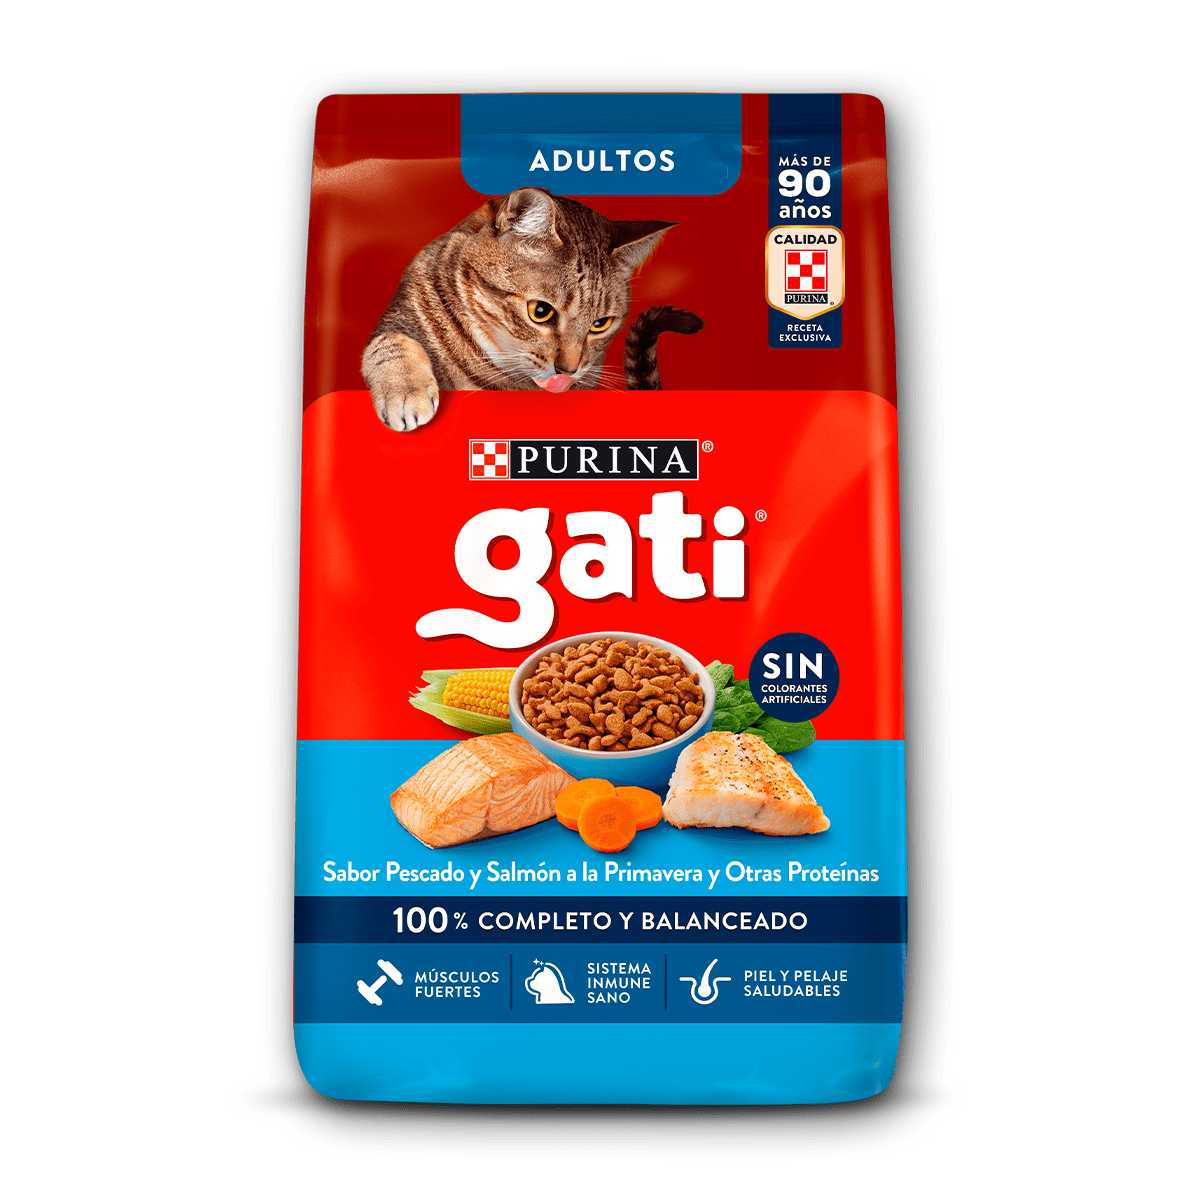 ADULTOS
MÁS DE
90
años
CALIDAD
PURINA
RECETA
EXCLUSIVA
PURINA®
gati®
SIN
COLORANTES
ARTIFICIALES
Sabor Pescado y Salmón a la Primavera y Otras Proteínas
100% COMPLETO Y BALANCEADO
MÚSCULOS
FUERTES
SISTEMA
INMUNE
SANO
PIEL Y PELAJE
SALUDABLES